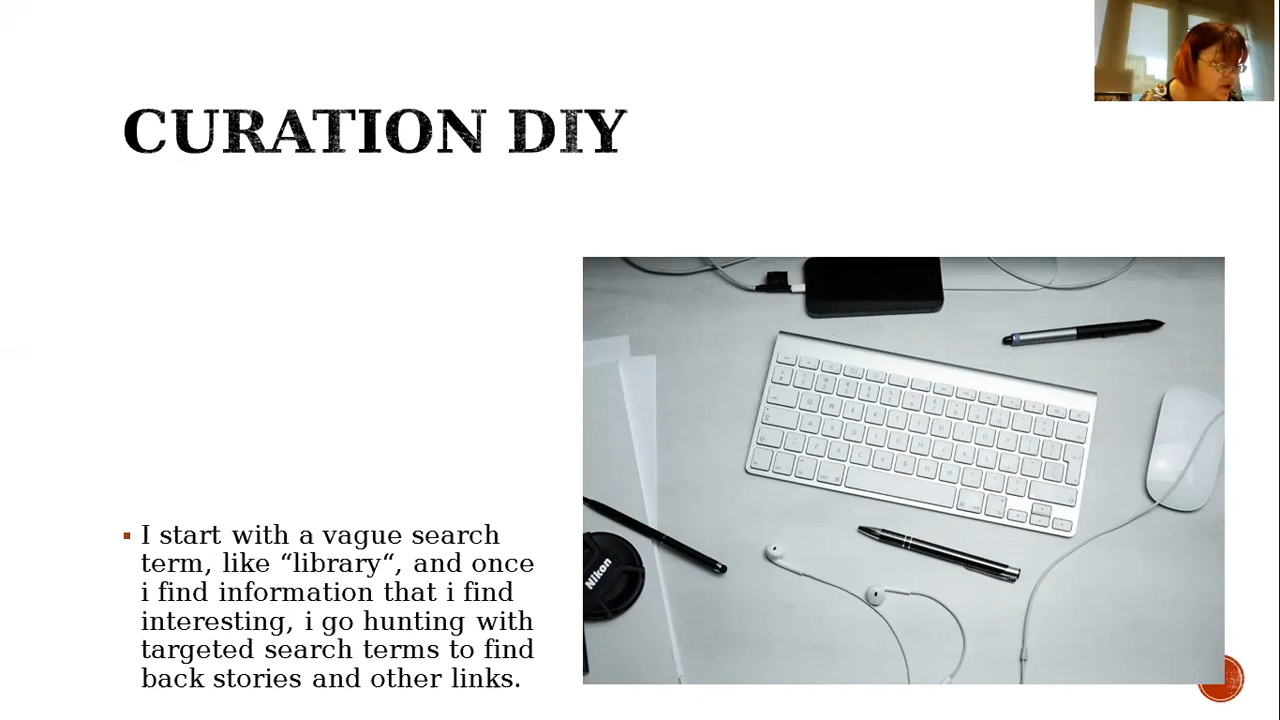 CURATION DIY
I start with a vague search
term, like “library“, and once
i find information that i find
interesting, i go hunting with
targeted search terms to find
back stories and other links.
Nikon